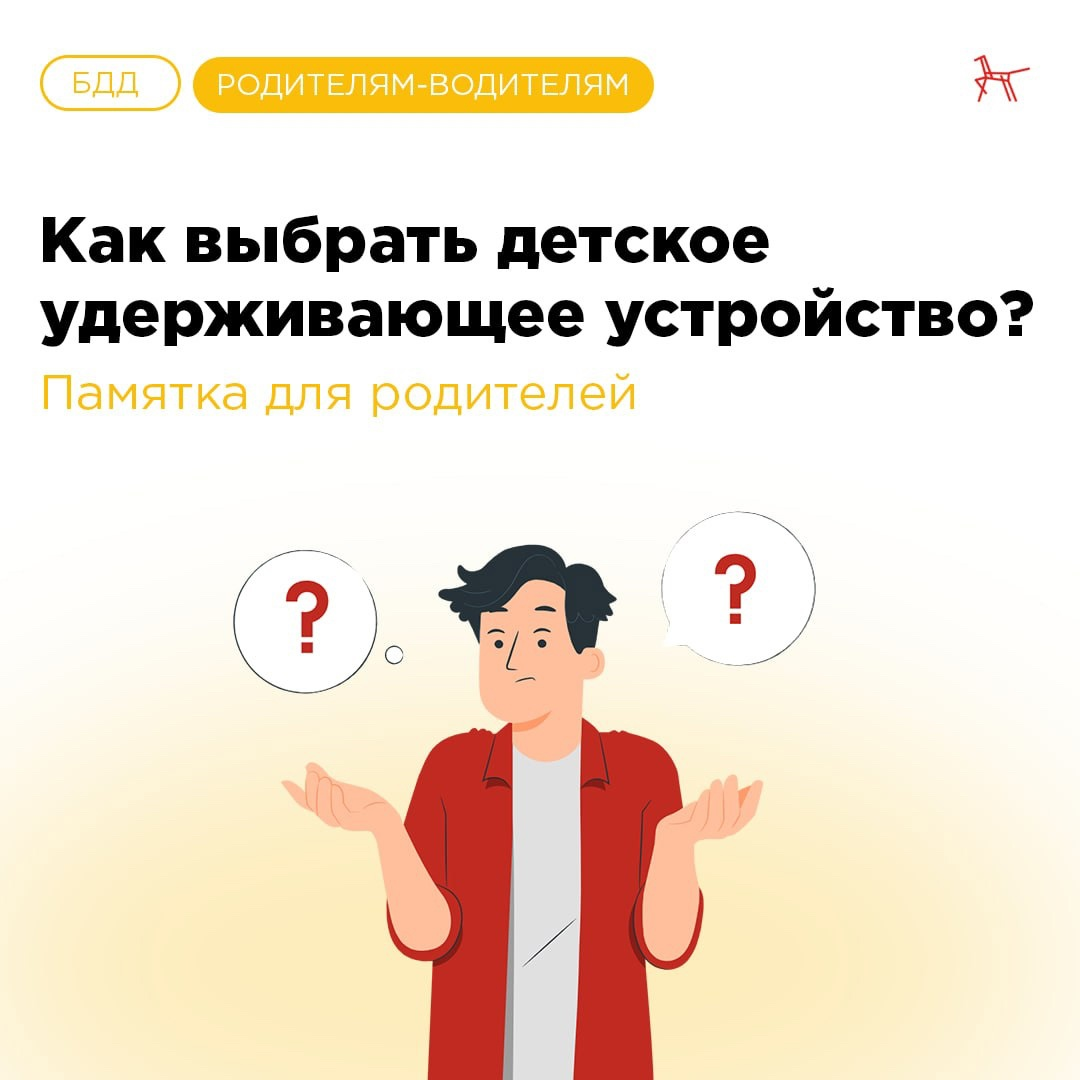 БДД
РОДИТЕЛЯМ-ВОДИТЕЛЯМ
Как выбрать детское
удерживающее устройство?
Памятка для родителей
?
?